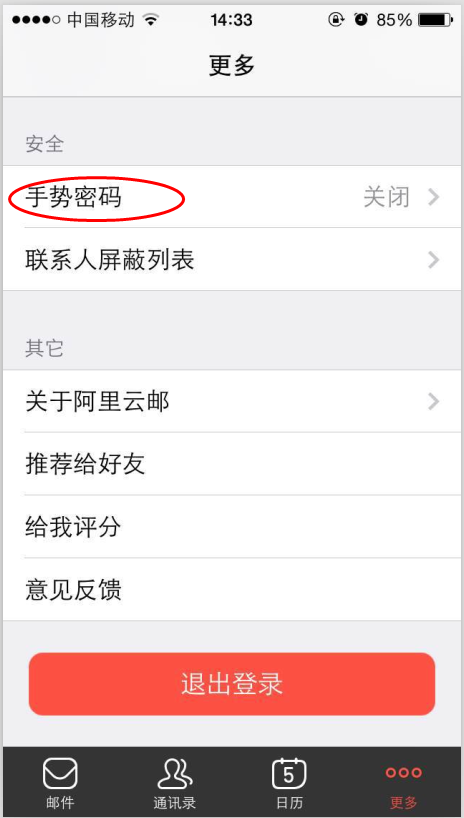 中国移动 14:33 85%
更多
安全
手势密码 关闭
联系人屏蔽列表
其它
关于阿里云邮
推荐给好友
给我评分
意见反馈
退出登录
5
邮件 通讯录 日历 更多